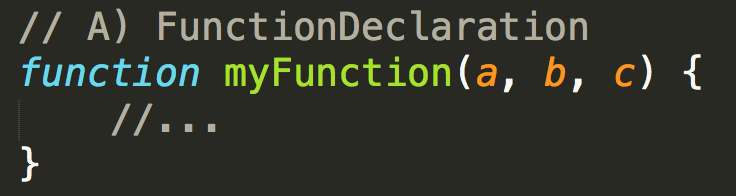 // A) FunctionDeclaration
function myFunction(a, b, c) {
    //...
}